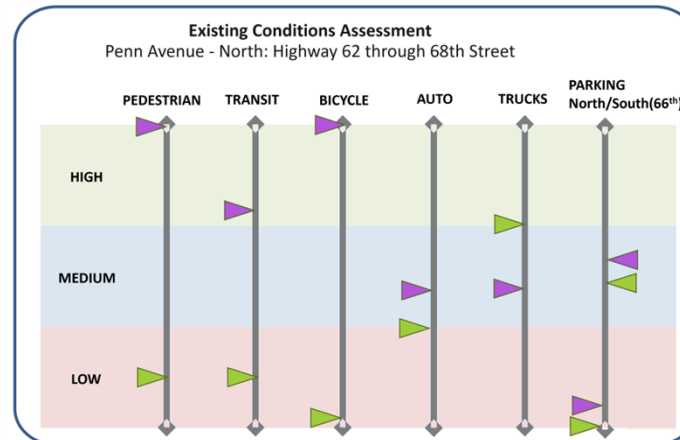 Existing Conditions Assessment
Penn Avenue - North: Highway 62 through 68th Street
PEDESTRIAN
TRANSIT
BICYCLE
AUTO
TRUCKS
PARKING
North/South(66th)
HIGH
MEDIUM
LOW